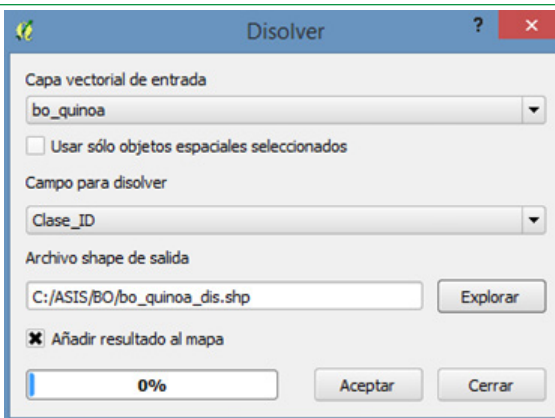 Disolver
?
Capa vectorial de entrada
bo_quinoa
Usar sólo objetos espaciales seleccionados
Campo para disolver
Clase_ID
Archivo shape de salida
C:/ASIS/BO/bo_quinoa_dis.shp
Explorar
Añadir resultado al mapa
0%
Aceptar
Cerrar